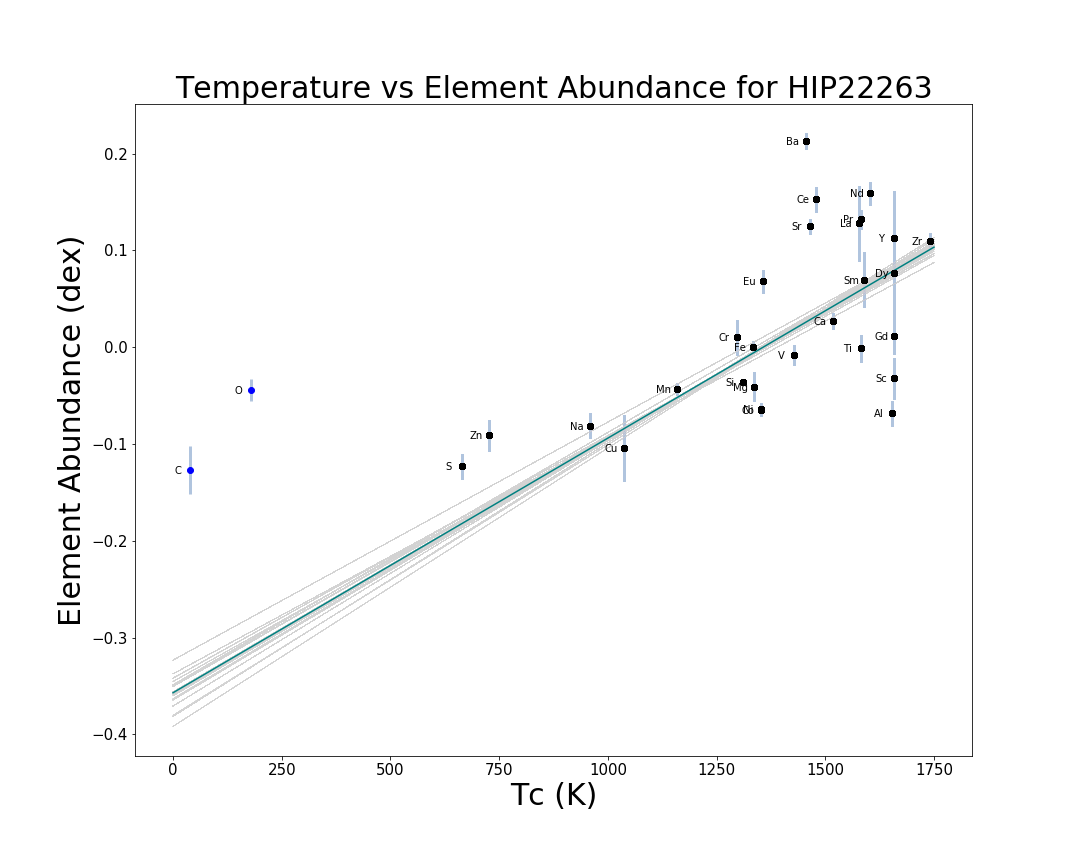 Temperature vs Element Abundance for HIP22263
Element Abundance (dex)
0.2
0.1
0.0
−0.1
−0.2
−0.3
−0.4
Ba
Ce
Nd
Sr
Pr
La
Y
Zr
Eu
Sm
Dy
Cr
Ca
Gd
Fe
V
Ti
Mn
Si
Mg
Sc
O
Ni
Al
Na
Zn
Cu
S
C
0 250 500 750 1000 1250 1500 1750
Tc (K)